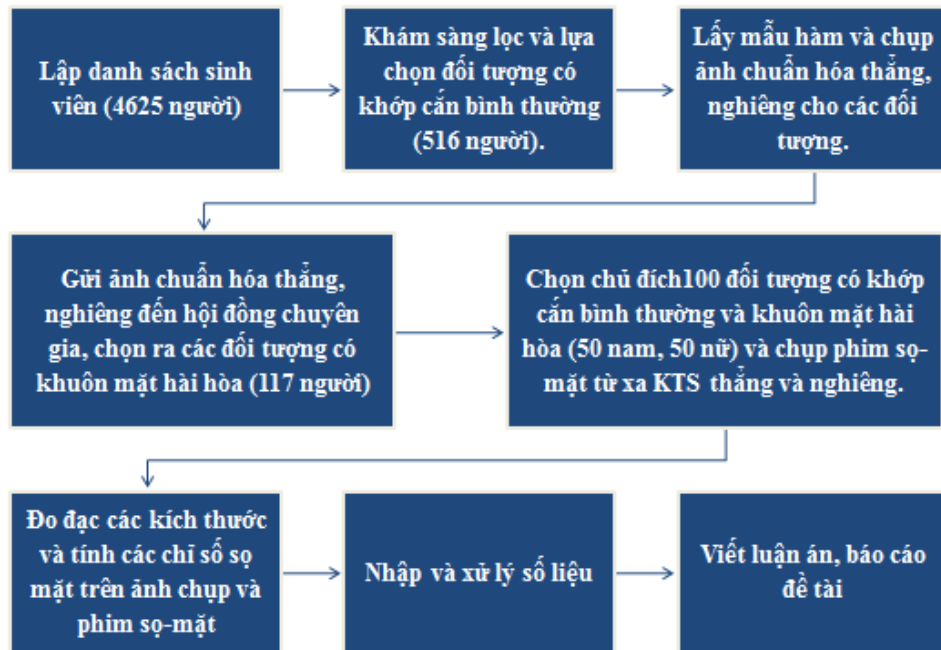 Lập danh sách sinh
viên (4625 người)
Khám sàng lọc và lựa
chọn đối tượng có
khớp cắn bình thường
(516 người).
Lấy mẫu hàm và chụp
ảnh chuẩn hóa thẳng,
nghiêng cho các đối
tượng.
Gửi ảnh chuẩn hóa thẳng,
nghiêng đến hội đồng chuyên
gia, chọn ra các đối tượng có
khuôn mặt hài hòa (117 người)
Chọn chủ đích100 đối tượng có khớp
cắn bình thường và khuôn mặt hài
hòa (50 nam, 50 nữ) và chụp phim sọ-
mặt từ xa KTS thẳng và nghiêng.
Đo đạc các kích thước
và tính các chỉ số sọ
mặt trên ảnh chụp và
phim sọ-mặt
Nhập và xử lý số liệu
Viết luận án, báo cáo
đề tài